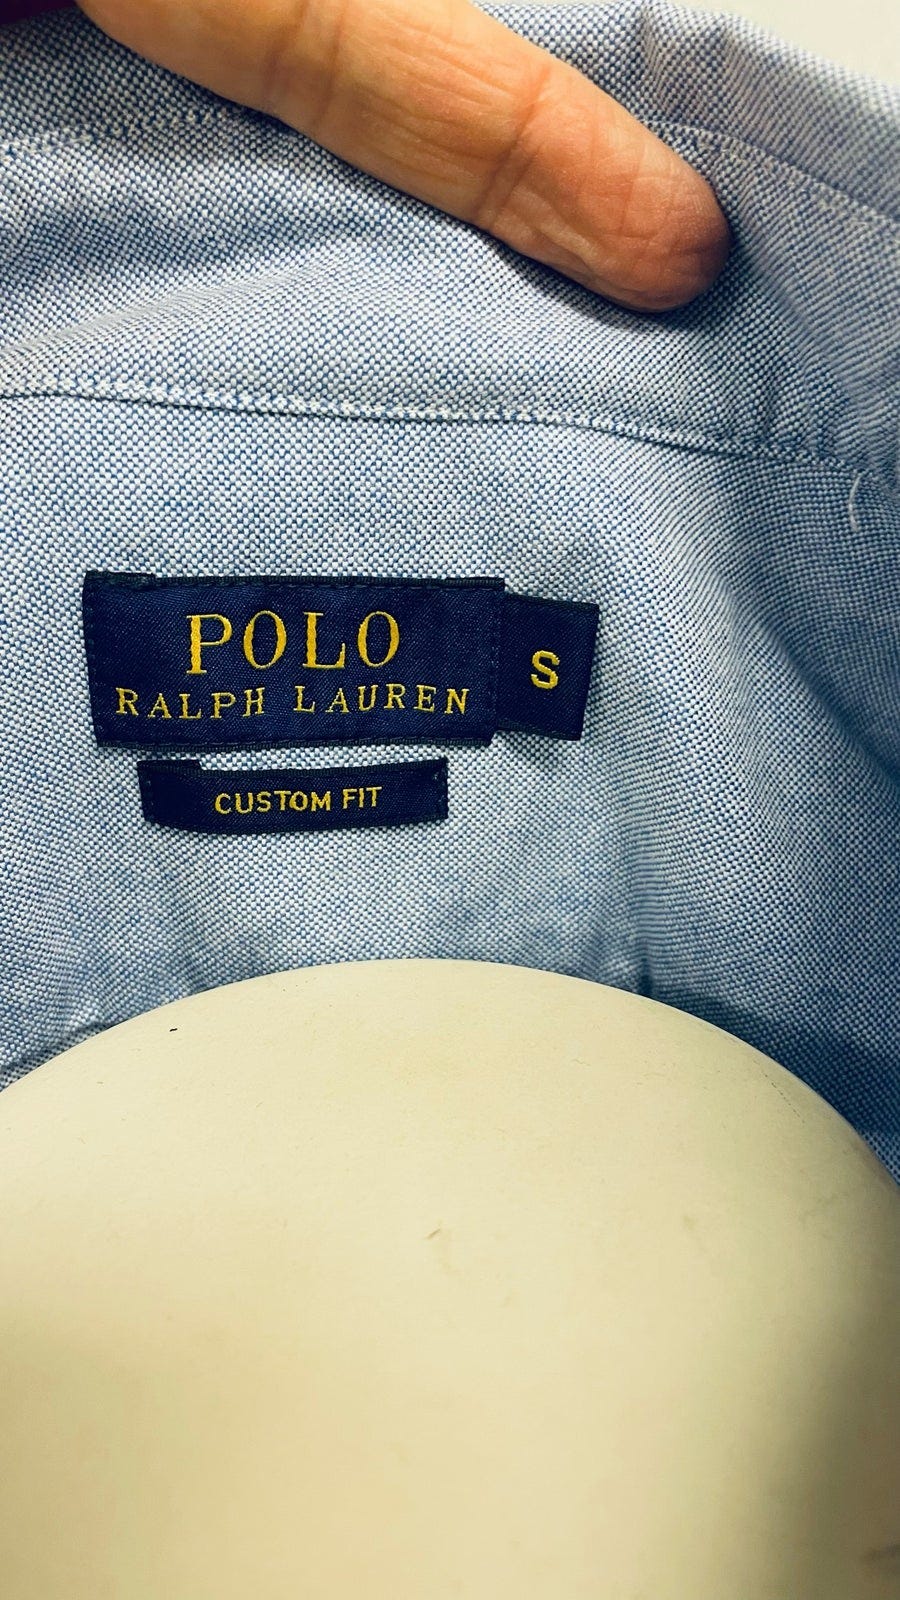 POLO
RALPH LAUREN
S
CUSTOM FIT